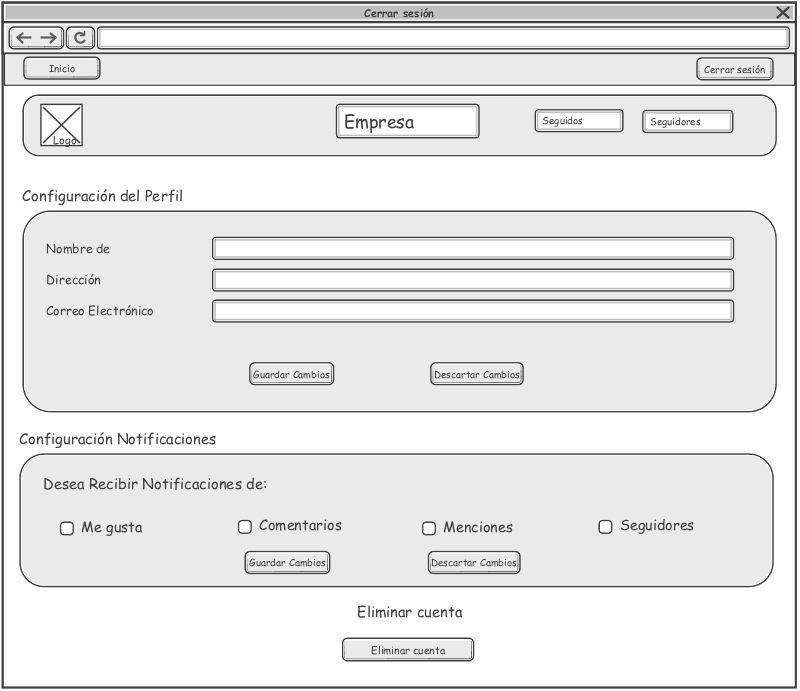 Cerrar sesión
Inicio
Cerrar sesión
Logo
Empresa
Seguidos
Seguidores
Configuración del Perfil
Nombre de
Dirección
Correo Electrónico
Guardar Cambios
Descartar Cambios
Configuración Notificaciones
Desea Recibir Notificaciones de:
Me gusta
Comentarios
Menciones
Seguidores
Guardar Cambios
Descartar Cambios
Eliminar cuenta
Eliminar cuenta